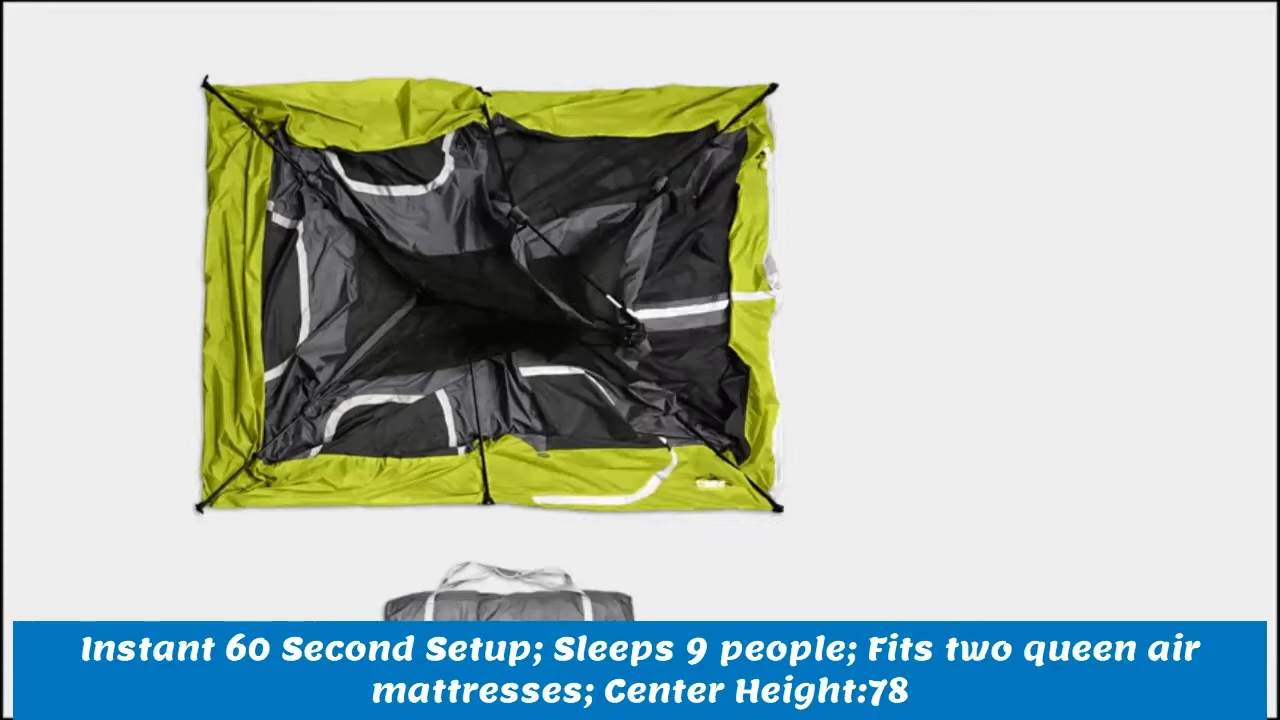 Instant 60 Second Setup; Sleeps 9 people; Fits two queen air
mattresses; Center Height:78